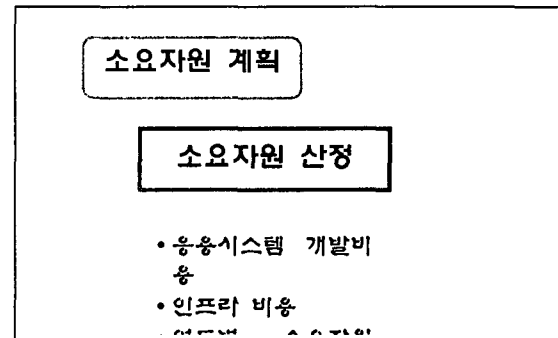 소요자원 계획
소요자원 산정
• 응용시스템 개발비
용
• 인프라 비용